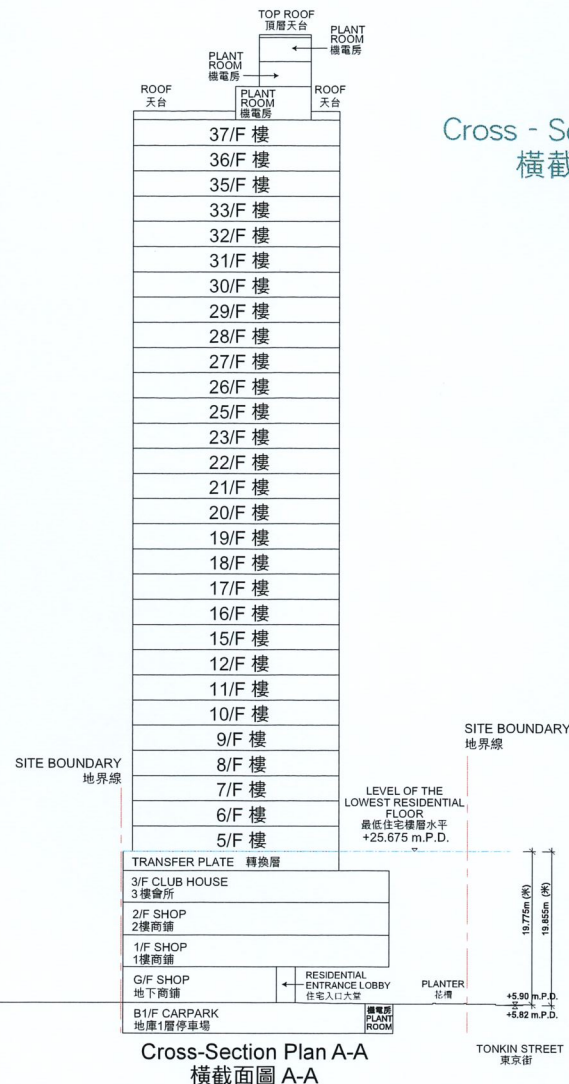 TOP ROOF
頂層天台
PLANT
ROOM
機電房
PLANT
ROOM
機電房
ROOF
天台
PLANT
ROOM
機電房
ROOF
天台
Cross - Se
橫截
37/F 樓
36/F 樓
35/F 樓
33/F 樓
32/F 樓
31/F 樓
30/F 樓
29/F 樓
28/F 樓
27/F 樓
26/F 樓
25/F 樓
23/F 樓
22/F 樓
21/F 樓
20/F 樓
19/F 樓
18/F 樓
17/F 樓
16/F 樓
15/F 樓
12/F 樓
11/F 樓
10/F 樓
9/F 樓
8/F 樓
7/F 樓
6/F 樓
5/F 樓
SITE BOUNDARY
地界線
SITE BOUNDARY
地界線
LEVEL OF THE
LOWEST RESIDENTIAL
FLOOR
最低住宅樓層水平
+25.675 m.P.D.
TRANSFER PLATE 轉換層
3/F CLUB HOUSE
3樓會所
2/F SHOP
2樓商鋪
1/F SHOP
1樓商鋪
G/F SHOP
地下商鋪
RESIDENTIAL
ENTRANCE LOBBY
住宅入口大堂
PLANTER
花槽
19.775m (米)
19.855m (米)
+5.90 m.P.D.
+5.82 m.P.D.
B1/F CARPARK
地庫1層停車場
機電房
PLANT
ROOM
TONKIN STREET
東京街
Cross-Section Plan A-A
橫截面圖 A-A